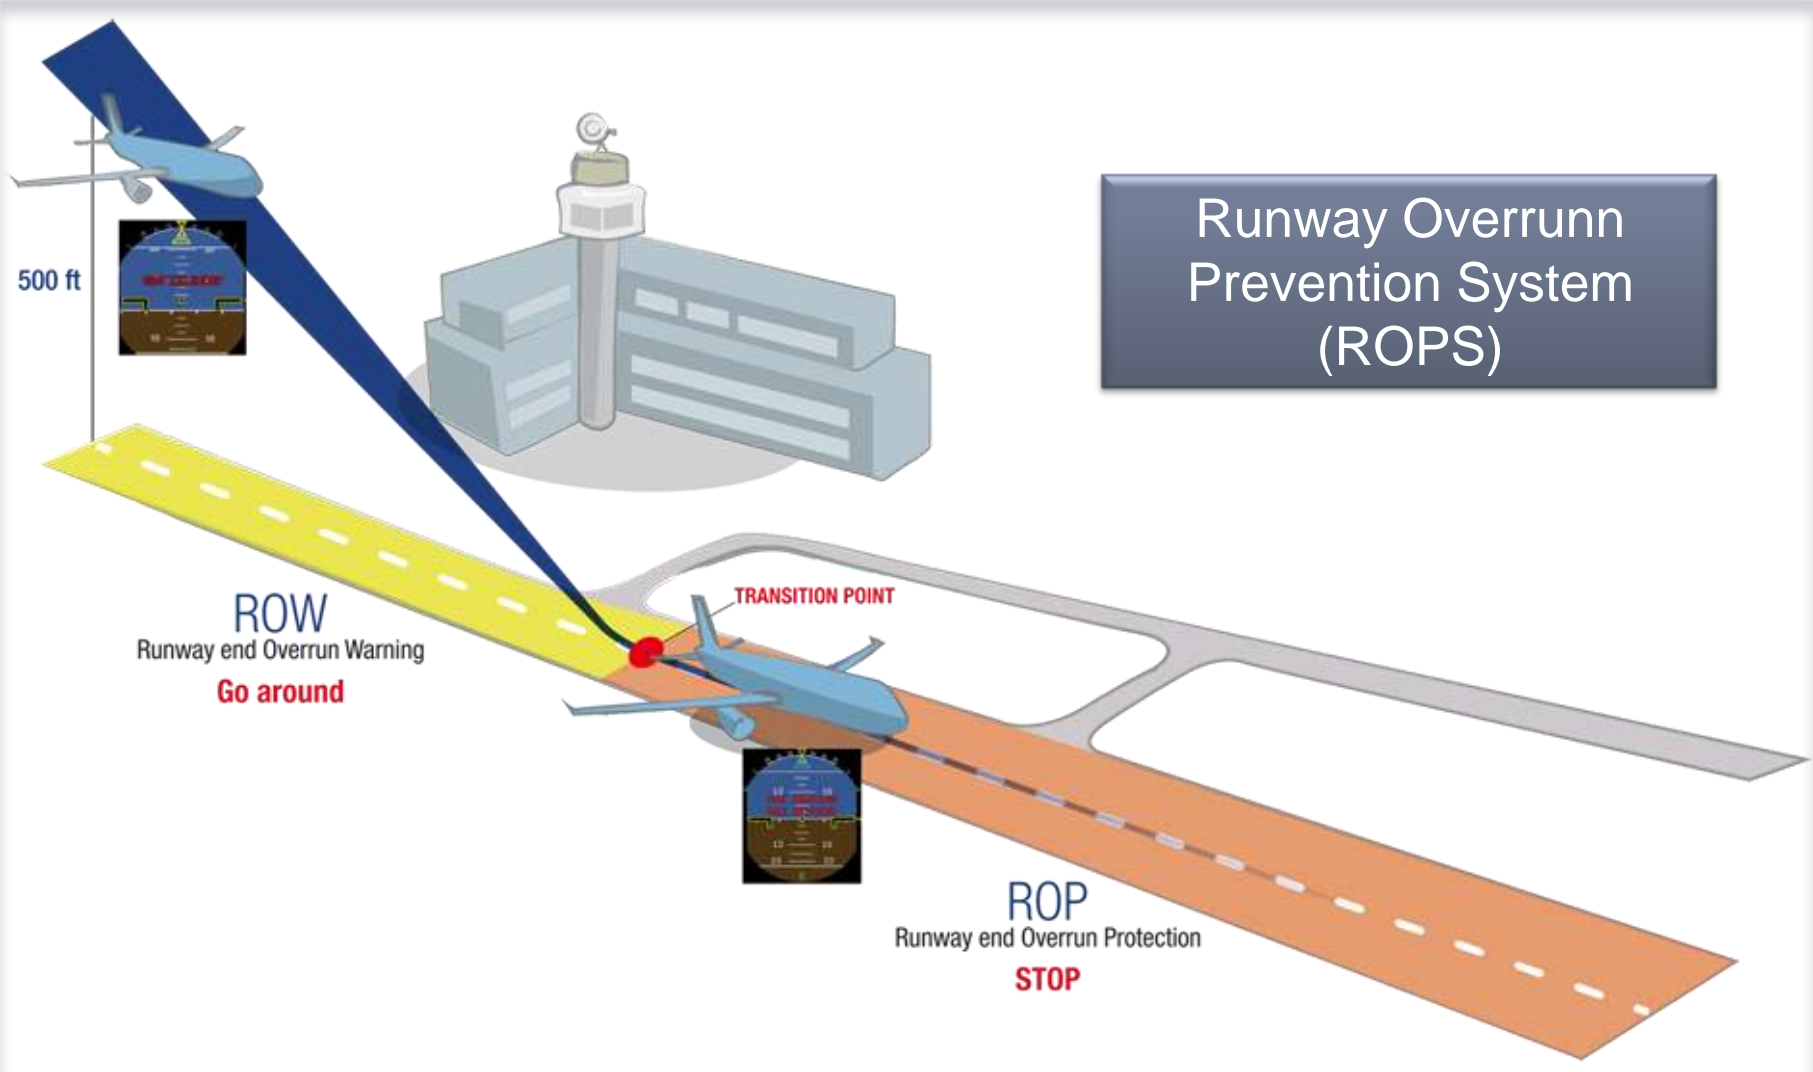 Runway Overrunn
Prevention System
(ROPS)
500 ft
TRANSITION POINT
ROW
Runway end Overrun Warning
Go around
ROP
Runway end Overrun Protection
STOP